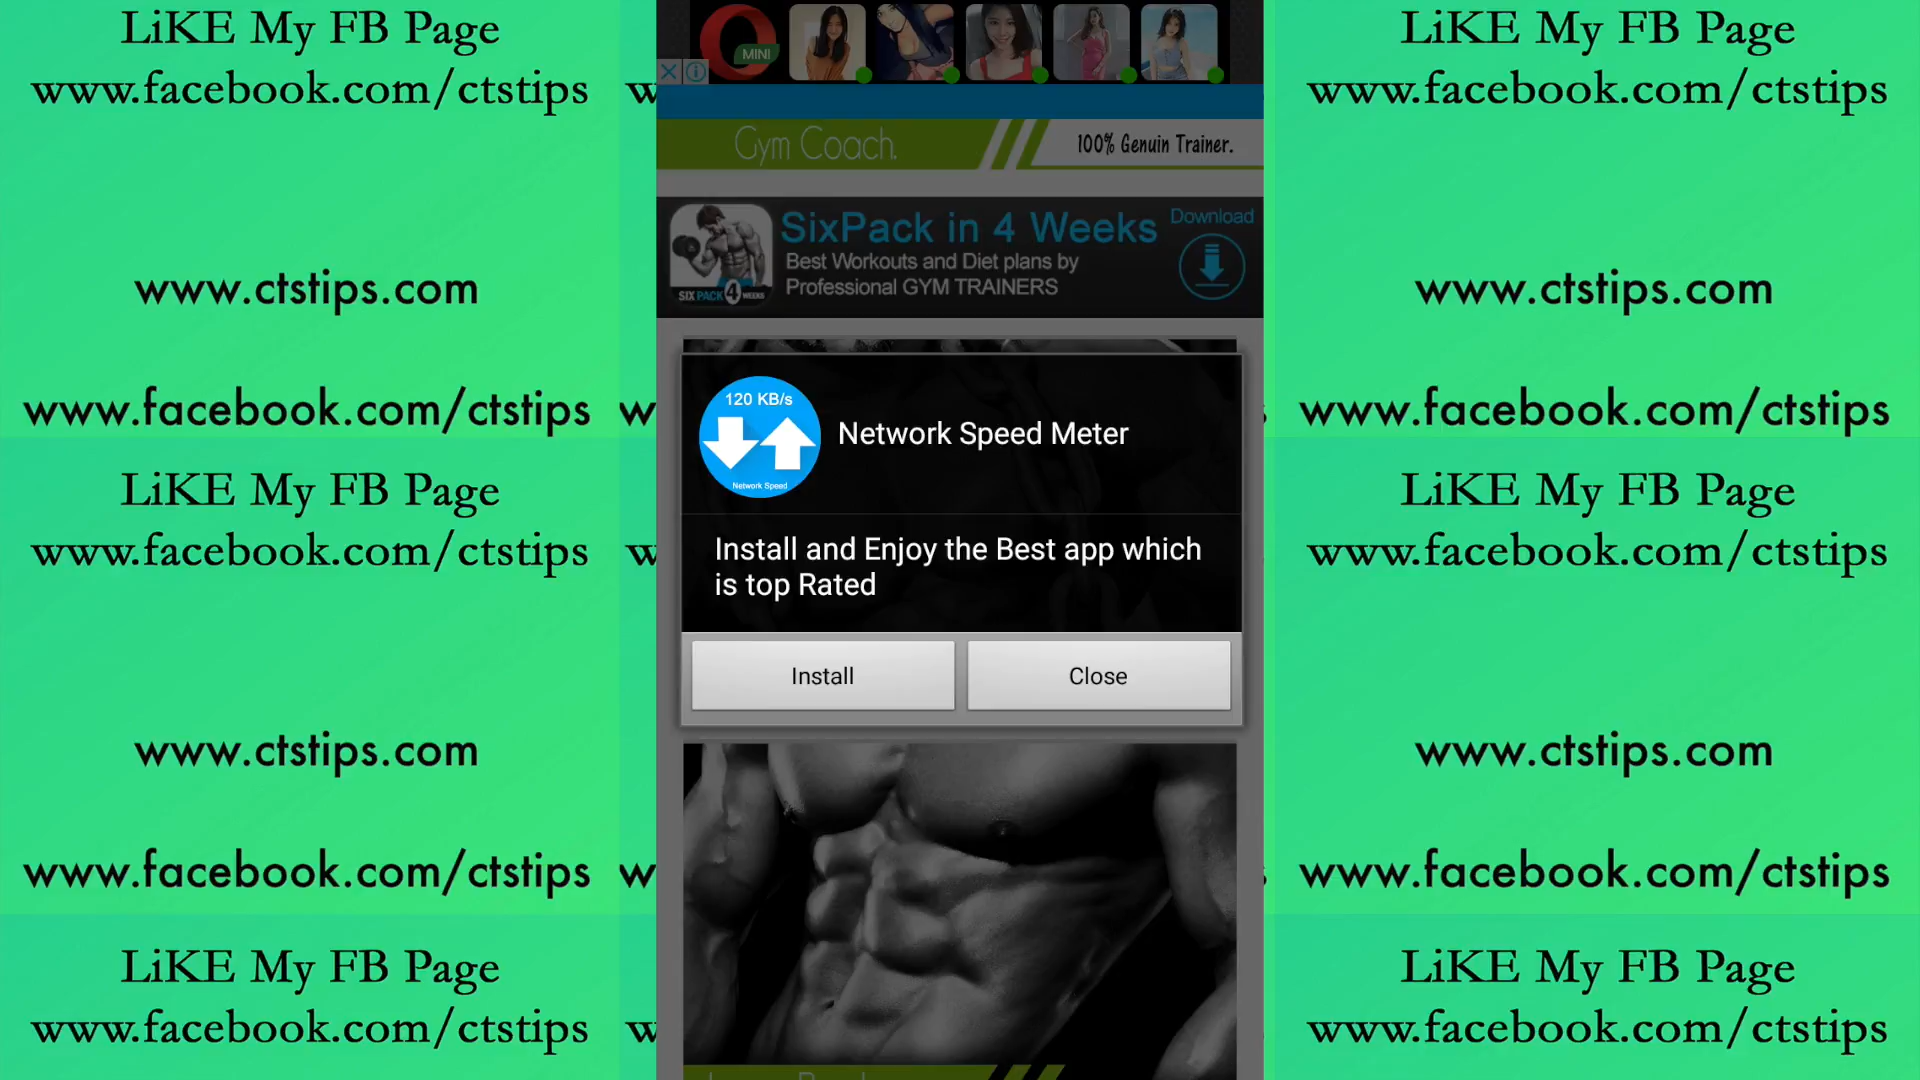 LiKE My FB Page
www.facebook.com/ctstips
www.ctstips.com
www.facebook.com/ctstips
LiKE My FB Page
www.facebook.com/ctstips
www.ctstips.com
www.facebook.com/ctstips
LiKE My FB Page
www.facebook.com/ctstips
MINI
Gym Coach.
100% Genuin Trainer.
SixPack in 4 Weeks
Download
Best Workouts and Diet plans by
Professional GYM TRAINERS
SIX PACK 4 WEEKS
120 KB/s
Network Speed
Network Speed Meter
Install and Enjoy the Best app which
is top Rated
Install
Close
LiKE My FB Page
www.facebook.com/ctstips
www.ctstips.com
www.facebook.com/ctstips
LiKE My FB Page
www.facebook.com/ctstips
www.ctstips.com
www.facebook.com/ctstips
LiKE My FB Page
www.facebook.com/ctstips